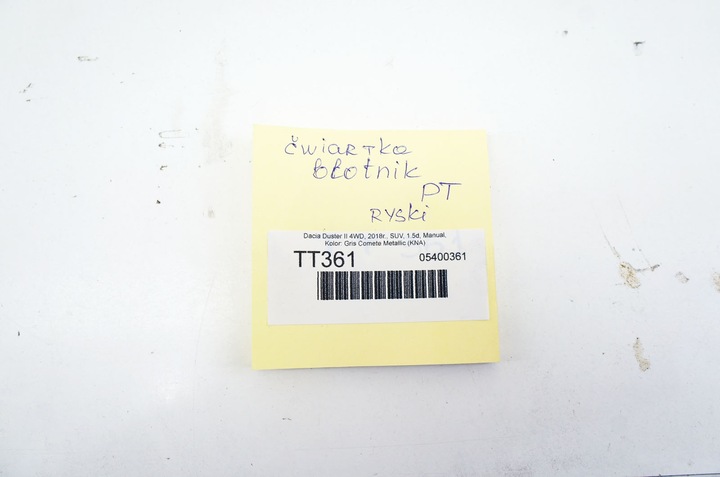 ćwiartka
błotnik
PT
RYSki
Dacia Duster II 4WD, 2018r., SUV, 1.5d, Manual,
Kolor: Gris Comete Metallic (KNA)
TT361 05400361